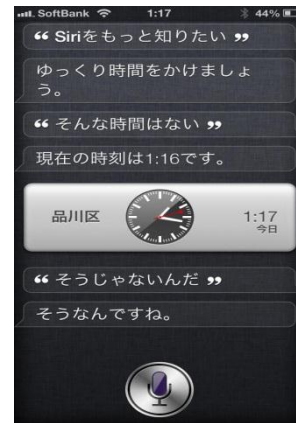 SoftBank 1:17 44%
“ Siriをもっと知りたい ”
ゆっくり時間をかけましょ
う。
“ そんな時間はない ”
現在の時刻は1:16です。
品川区 1:17
今日
“ そうじゃないんだ ”
そうなんですね。